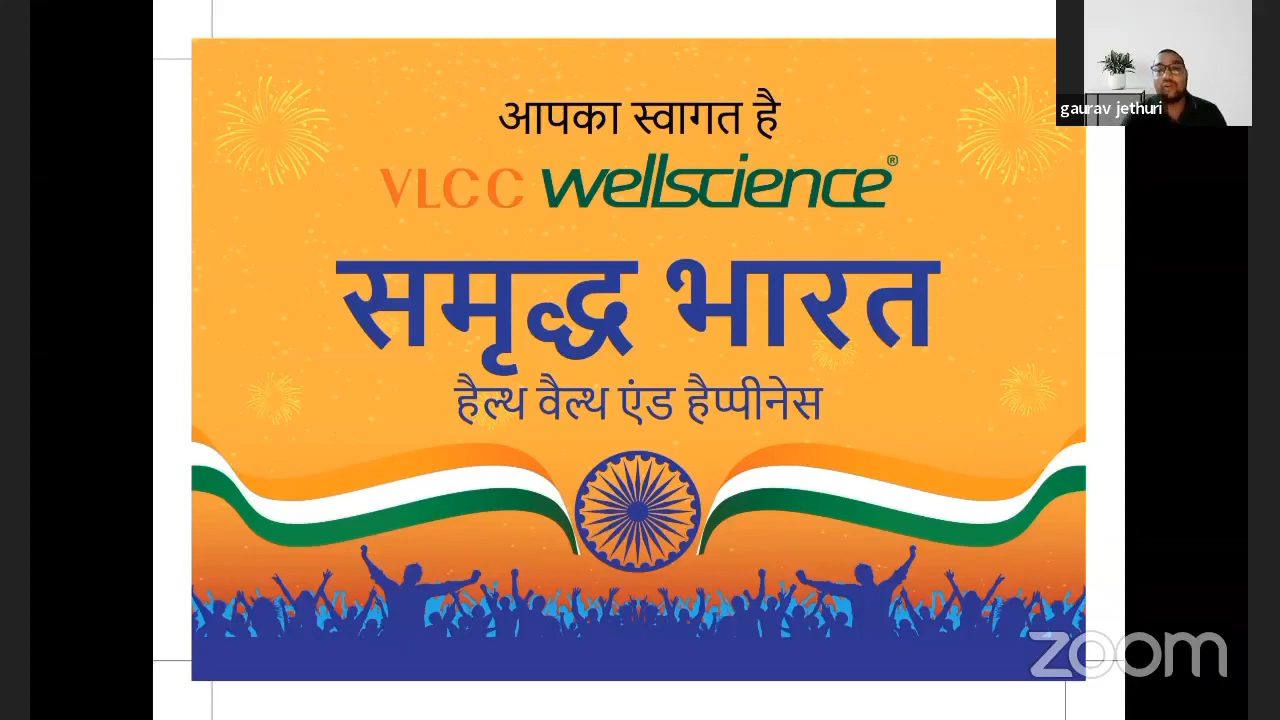 आपका स्वागत है
VLCC wellscience®
समृद्ध भारत
हैल्थ वैल्थ एंड हैप्पीनेस
gaurav jethuri
zoom